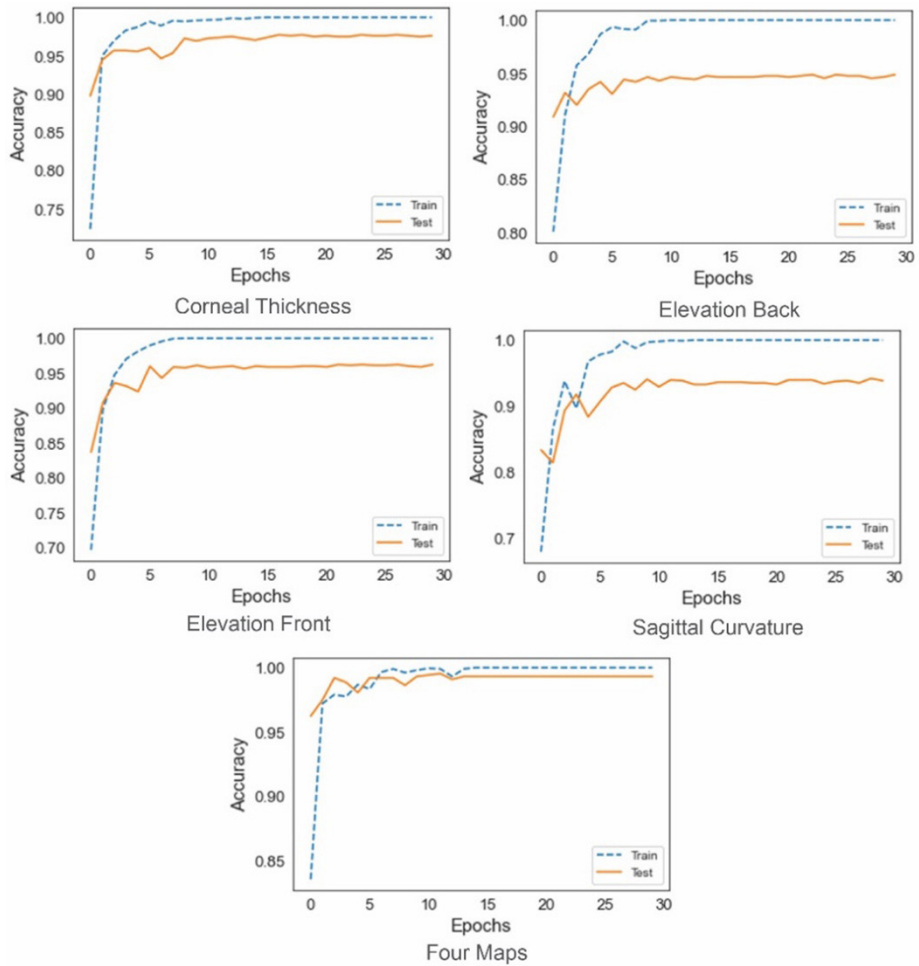 1.00
0.95
0.90
0.85
0.80
0.75
Accuracy
Train
Test
0 5 10 15 20 25 30
Epochs
Corneal Thickness
1.00
0.95
0.90
0.85
0.80
Accuracy
Train
Test
0 5 10 15 20 25 30
Epochs
Elevation Back
1.00
0.95
0.90
0.85
0.80
0.75
0.70
Accuracy
Train
Test
0 5 10 15 20 25 30
Epochs
Elevation Front
1.0
0.9
0.8
0.7
Accuracy
Train
Test
0 5 10 15 20 25 30
Epochs
Sagittal Curvature
1.00
0.95
0.90
0.85
Accuracy
Train
Test
0 5 10 15 20 25 30
Epochs
Four Maps